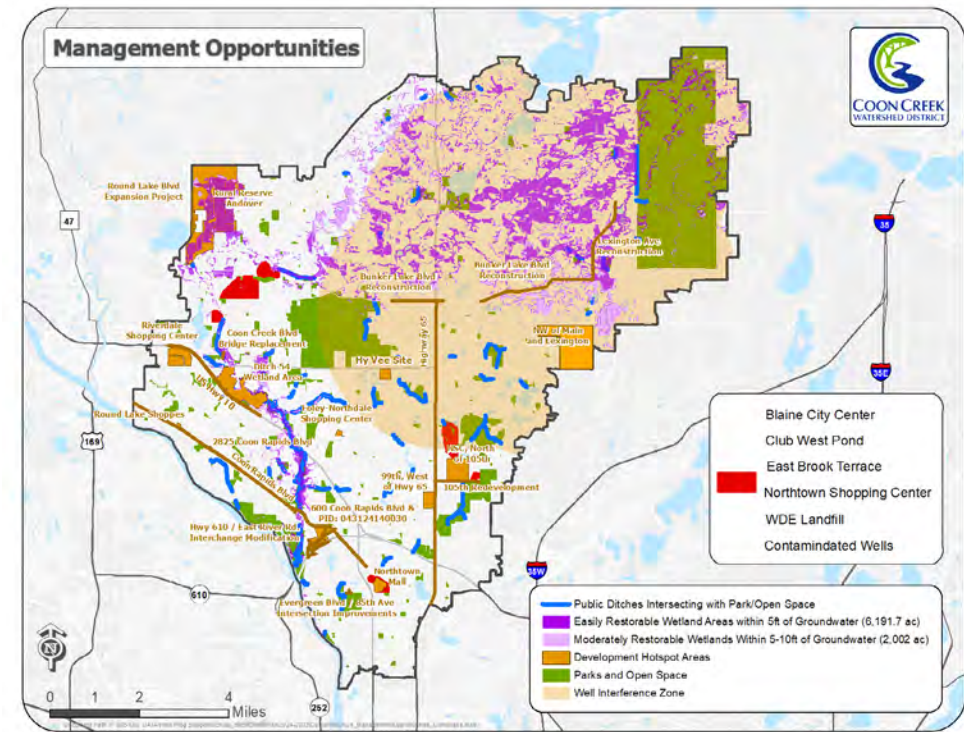 Management Opportunities
COON CREEK
WATERSHED DISTRICT
Round Lake Blvd
Expansion Project
Rural Reserve
Andover
47
35
Lexington Ave
Reconstruction
Bunker Lake Blvd
Reconstruction
Bunker Lake Blvd
Reconstruction
Highway 65
Riverdale
Shopping Center
Coon Creek Blvd
Bridge Replacement
NW of Main
and Lexington
Hy Vee Site
Ditch 54
Wetland Area
US Hwy 10
35E
Round Lake Shoppes
Foley-Northdale
Shopping Center
169
2825 Coon Rapids Blvd
NSC, North
of 105th
Coon Rapids Blvd
99th, West
of Hwy 65
105th Redevelopment
600 Coon Rapids Blvd &
PID: 043124140030
Hwy 610 / East River Rd
Interchange Modification
Northtown
Mall
35W
610
Evergreen Blvd / 85th Ave
Intersection Improvements
252
Blaine City Center
Club West Pond
East Brook Terrace
Northtown Shopping Center
WDE Landfill
Contamindated Wells
Public Ditches Intersecting with Park/Open Space
Easily Restorable Wetland Areas within 5ft of Groundwater (6,191.7 ac)
Moderately Restorable Wetlands Within 5-10ft of Groundwater (2,002 ac)
Development Hotspot Areas
Parks and Open Space
Well Interference Zone
N
0 1 2 4
Miles